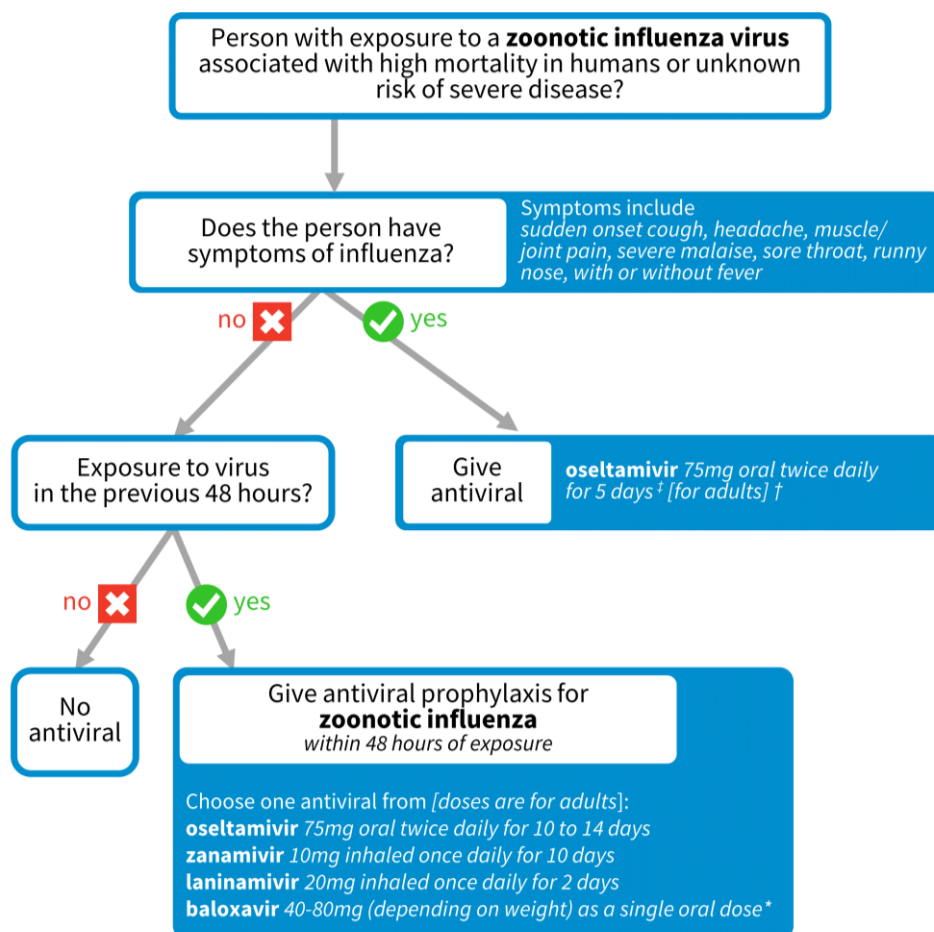 Person with exposure to a zoonotic influenza virus
associated with high mortality in humans or unknown
risk of severe disease?
Does the person have
symptoms of influenza?
Symptoms include
sudden onset cough, headache, muscle/
joint pain, severe malaise, sore throat, runny
nose, with or without fever
no
yes
Exposure to virus
in the previous 48 hours?
Give
antiviral
oseltamivir 75mg oral twice daily
for 5 days ‡ [for adults] †
no
yes
No
antiviral
Give antiviral prophylaxis for
zoonotic influenza
within 48 hours of exposure
Choose one antiviral from [doses are for adults]:
oseltamivir 75mg oral twice daily for 10 to 14 days
zanamivir 10mg inhaled once daily for 10 days
laninamivir 20mg inhaled once daily for 2 days
baloxavir 40-80mg (depending on weight) as a single oral dose*